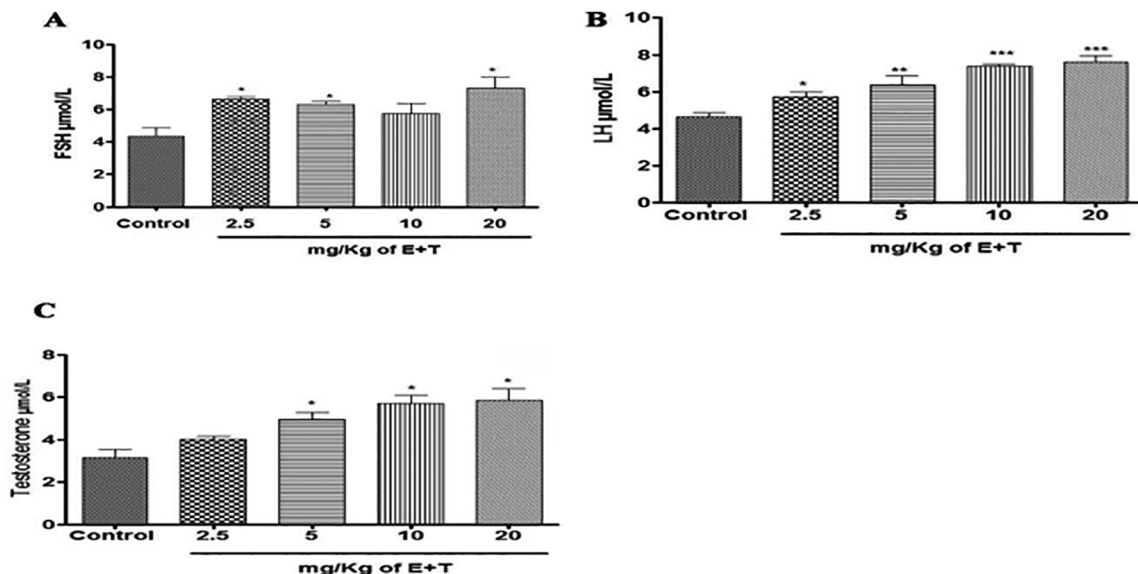 A
FSH µmol/L
10
8
6
4
2
0
* * *
Control 2.5 5 10 20
mg/Kg of E+T
B
LH µmol/L
10
8
6
4
2
0
* ** *** ***
Control 2.5 5 10 20
mg/Kg of E+T
C
Testosterone µmol/L
8
6
4
2
0
* * *
Control 2.5 5 10 20
mg/Kg of E+T